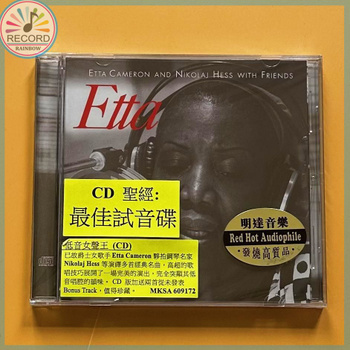 RECORD
RAINBOW
ETTA CAMERON AND NIKOLAJ HESS WITH FRIENDS
Etta
CD 聖經:
最佳試音碟
低音女聲王 (CD)
已故爵士女歌手 Etta Cameron 夥拍鋼琴名家
Nikolaj Hess 等演繹多首經典名曲,高超的歌
唱技巧展開了一場完美的演出,完全突顯其低
音唱腔的韻味。CD 版加送兩首從未發表
Bonus Track,值得珍藏。 MKSA 609172
明達音樂
Red Hot Audiophile
發燒高質品